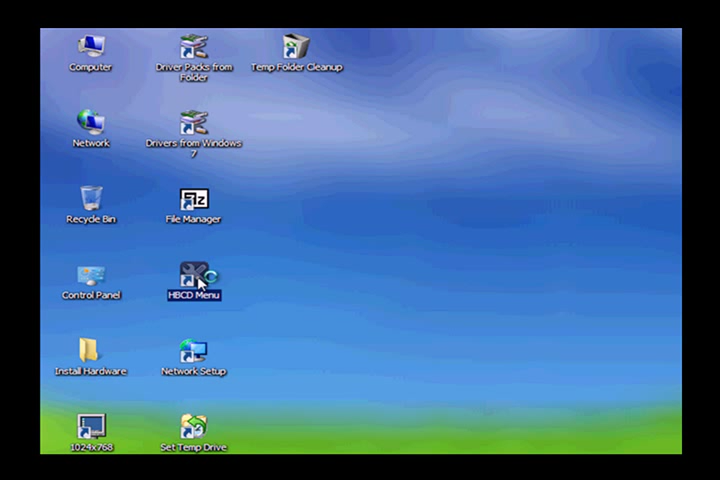 Computer
Driver Packs from
Folder
Temp Folder Cleanup
Network
Drivers from Windows
7
Recycle Bin
7z
File Manager
Control Panel
HBCD Menu
Install Hardware
Network Setup
1024x768
Set Temp Drive